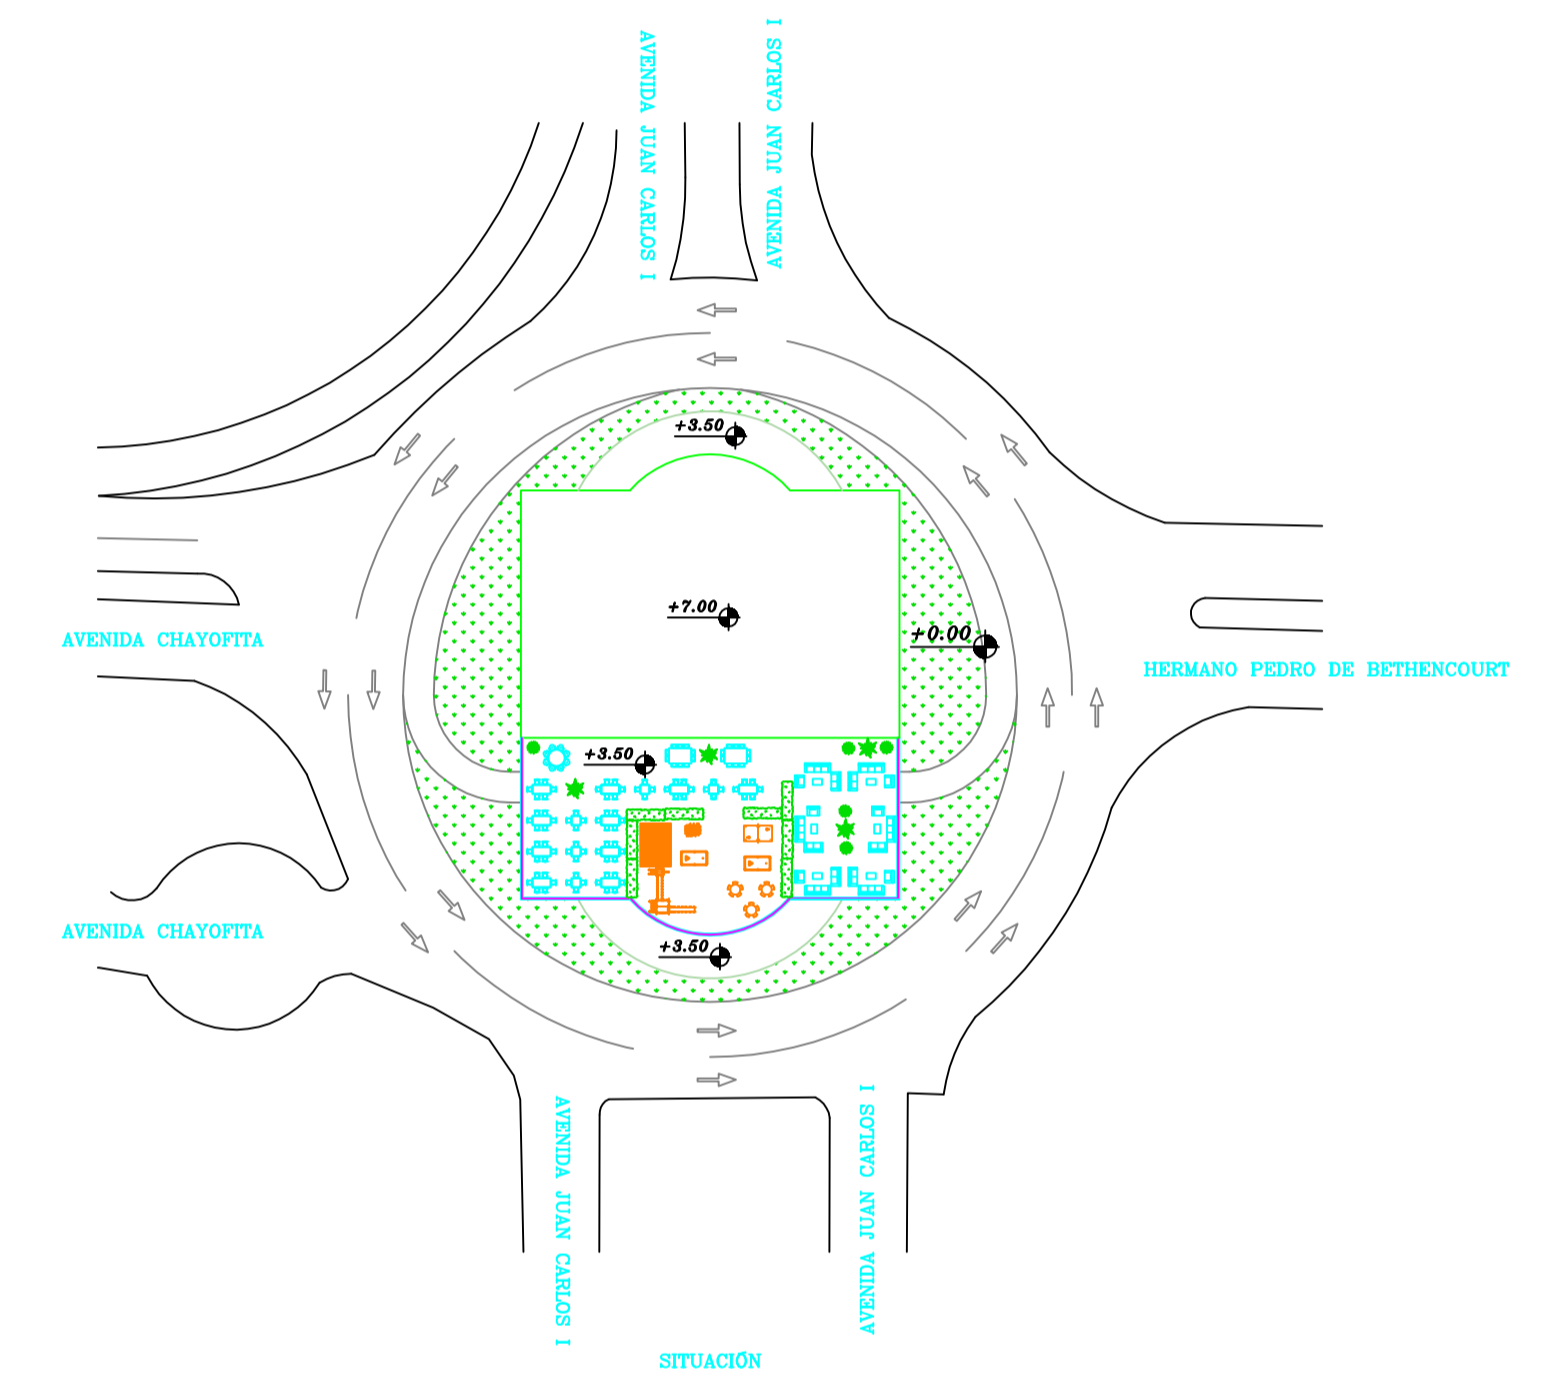 AVENIDA JUAN CARLOS I
AVENIDA JUAN CARLOS I
+3.50
+7.00
+0.00
AVENIDA CHAYOFITA
HERMANO PEDRO DE BETHENCOURT
+3.50
AVENIDA CHAYOFITA
+3.50
AVENIDA JUAN CARLOS I
AVENIDA JUAN CARLOS I
SITUACIÓN